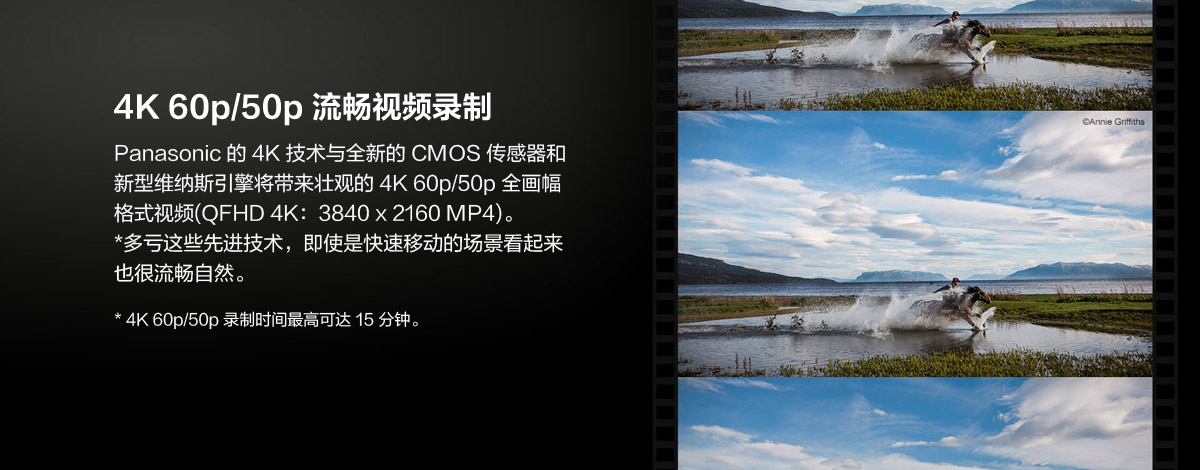 4K 60p/50p 流畅视频录制
Panasonic 的 4K 技术与全新的 CMOS 传感器和
新型维纳斯引擎将带来壮观的 4K 60p/50p 全画幅
格式视频(QFHD 4K：3840 x 2160 MP4)。
*多亏这些先进技术，即使是快速移动的场景看起来
也很流畅自然。
* 4K 60p/50p 录制时间最高可达 15 分钟。
©Annie Griffiths